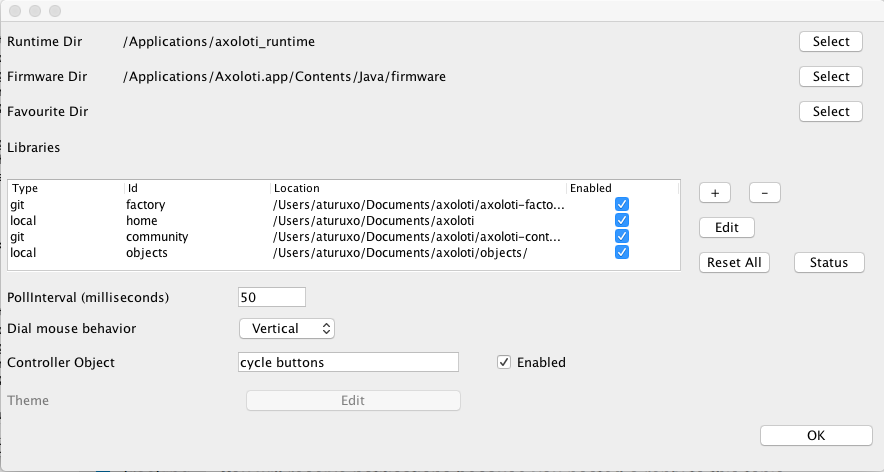 Runtime Dir /Applications/axoloti_runtime Select
Firmware Dir /Applications/Axoloti.app/Contents/Java/firmware Select
Favourite Dir Select
Libraries
Type Id Location Enabled
git factory /Users/aturuxo/Documents/axoloti/axoloti-facto...
local home /Users/aturuxo/Documents/axoloti
git community /Users/aturuxo/Documents/axoloti/axoloti-cont...
local objects /Users/aturuxo/Documents/axoloti/objects/
+ -
Edit
Reset All Status
PollInterval (milliseconds) 50
Dial mouse behavior Vertical
Controller Object cycle buttons Enabled
Theme Edit
OK